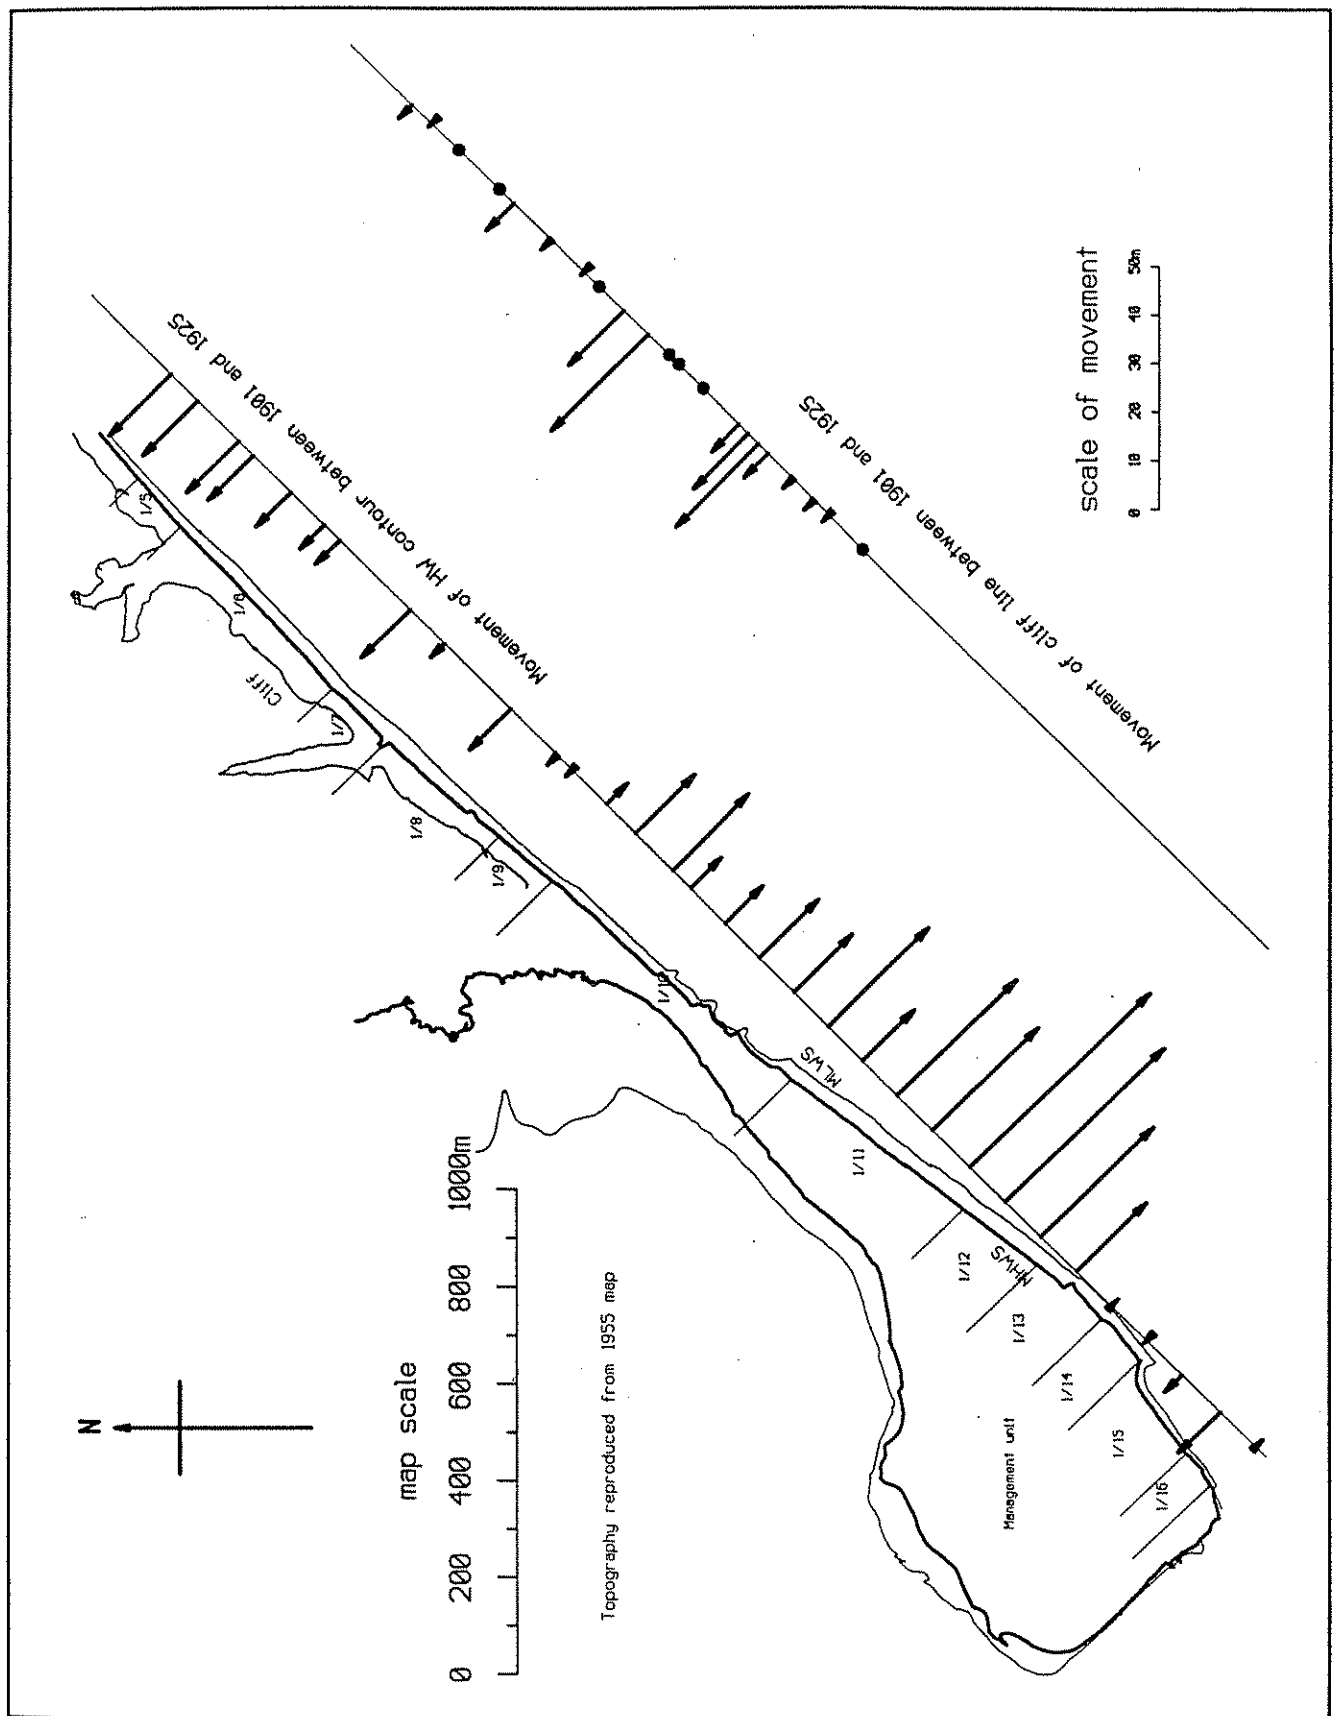 Movement of HW contour between 1901 and 1925
Movement of cliff line between 1901 and 1925
scale of movement
0 10 20 30 40 50m
1/5
1/6
Cliff
1/7
1/8
1/9
1/10
MLWS
1/11
1/12
MHWS
1/13
1/14
1/15
1/16
Management unit
N
map scale
0 200 400 600 800 1000m
Topography reproduced from 1955 map